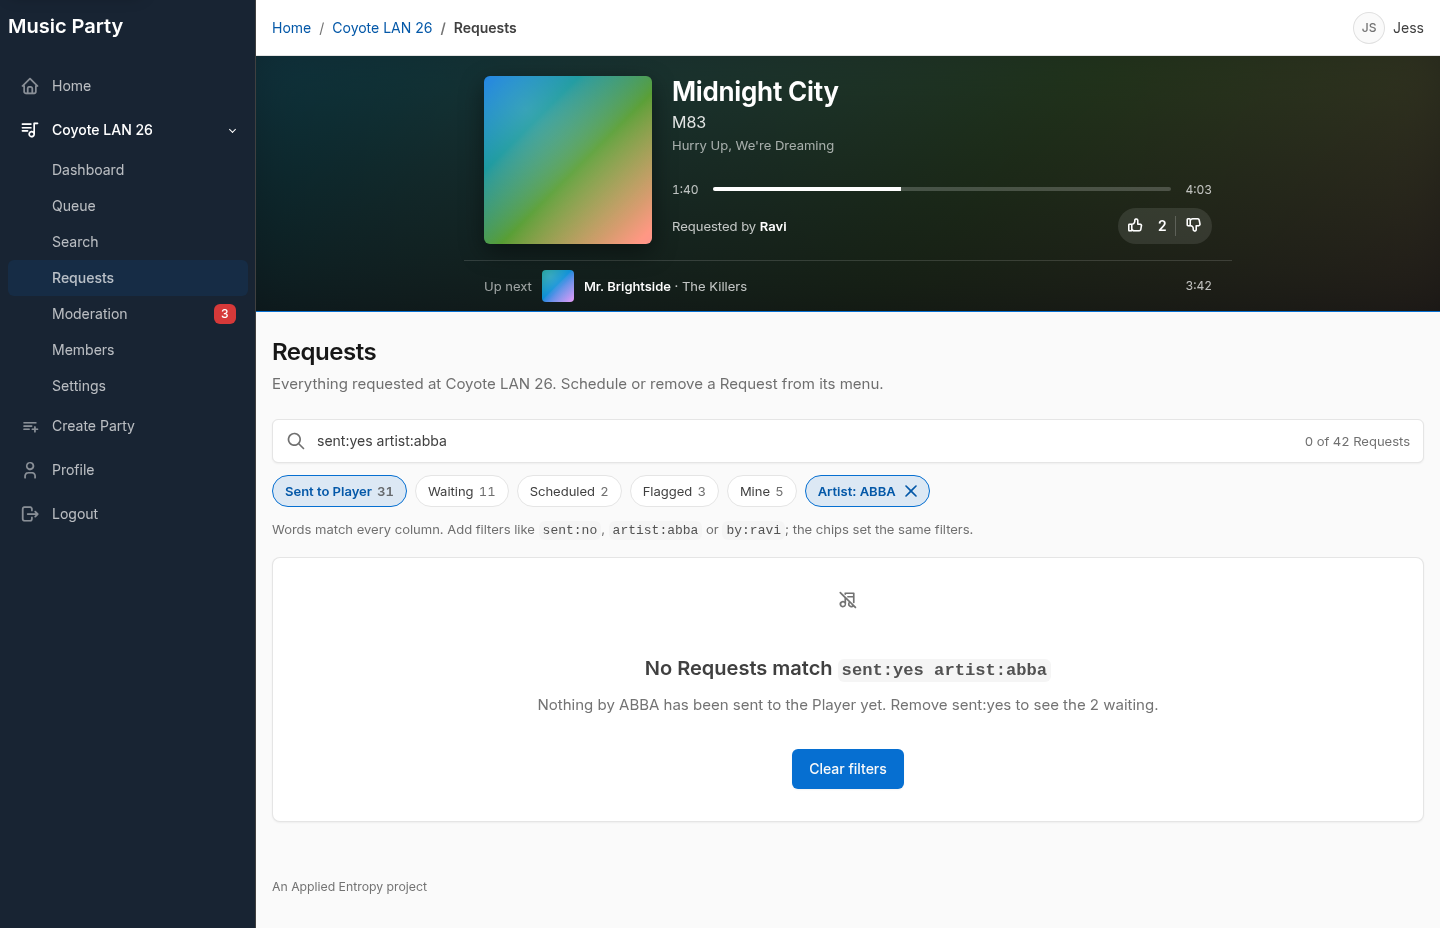 Music Party
Home
Coyote LAN 26
Dashboard
Queue
Search
Requests
Moderation 3
Members
Settings
Create Party
Profile
Logout
Home / Coyote LAN 26 / Requests
JS Jess
Midnight City
M83
Hurry Up, We're Dreaming
1:40 4:03
Requested by Ravi 2
Up next Mr. Brightside · The Killers 3:42
Requests
Everything requested at Coyote LAN 26. Schedule or remove a Request from its menu.
sent:yes artist:abba 0 of 42 Requests
Sent to Player 31 Waiting 11 Scheduled 2 Flagged 3 Mine 5 Artist: ABBA
Words match every column. Add filters like sent:no, artist:abba or by:ravi; the chips set the same filters.
No Requests match sent:yes artist:abba
Nothing by ABBA has been sent to the Player yet. Remove sent:yes to see the 2 waiting.
Clear filters
An Applied Entropy project